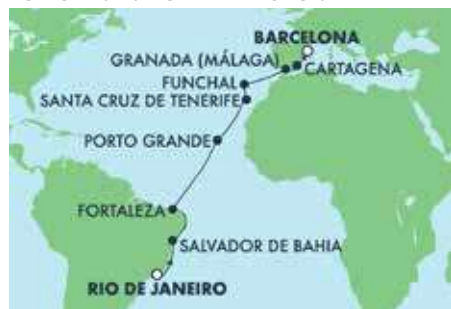 BARCELONA
GRANADA (MÁLAGA)
CARTAGENA
FUNCHAL
SANTA CRUZ DE TENERIFE
PORTO GRANDE
FORTALEZA
SALVADOR DE BAHIA
RIO DE JANEIRO